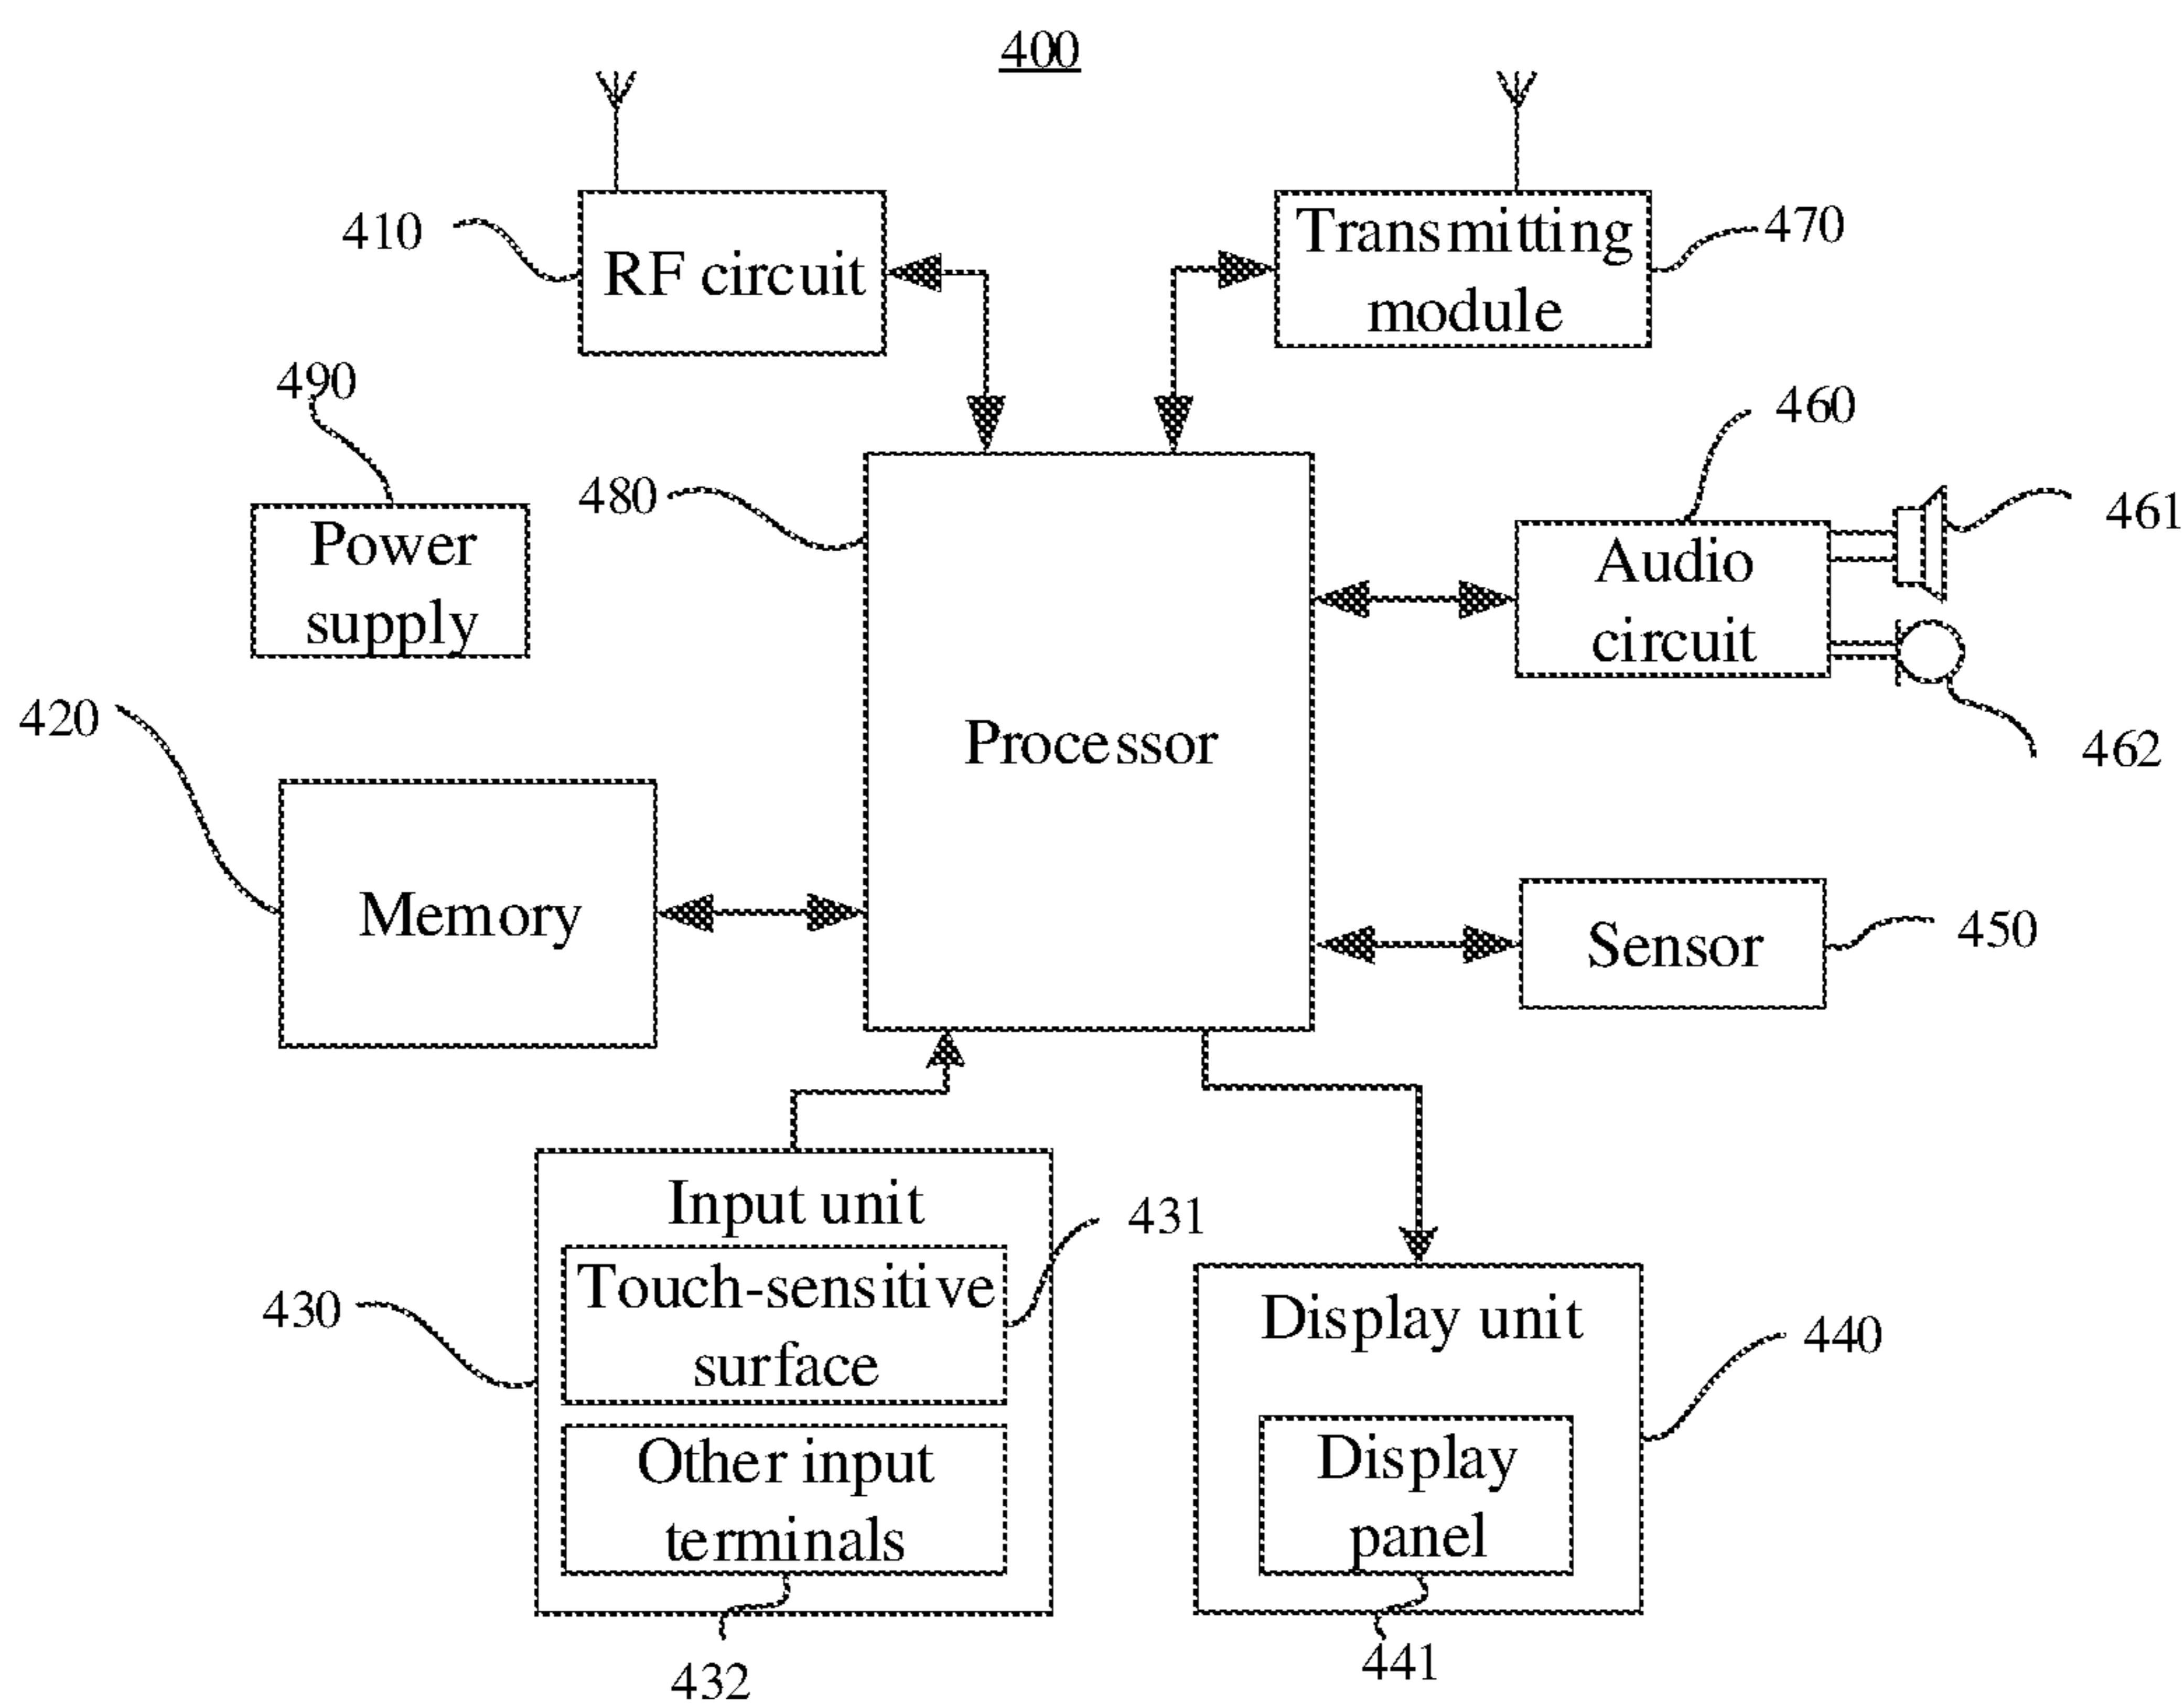 400
410
RF circuit
Transmitting
module
470
490
460
480
461
Power
supply
Audio
circuit
420
Processor
462
Memory
Sensor
450
Input unit
431
Touch-sensitive
surface
430
Display unit
440
Other input
terminals
Display
panel
432
441